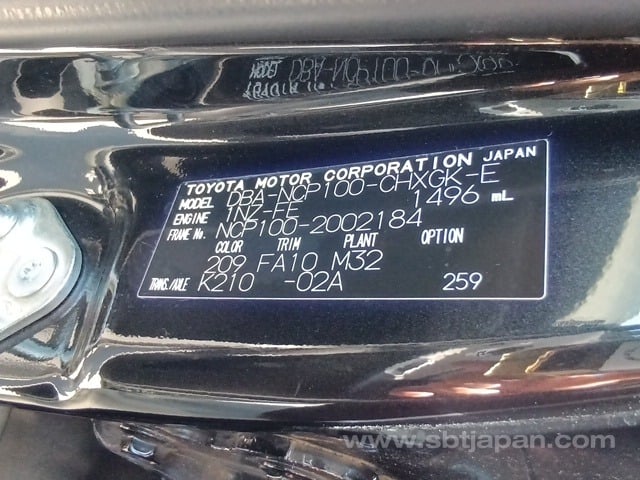 TOYOTA MOTOR CORPORATION JAPAN
MODEL DBA-NCP100-CHXGK-E
ENGINE 1NZ-FE 1496 mL
FRAME No. NCP100-2002184
COLOR TRIM PLANT OPTION
209 FA10 M32
TRANS./AXLE K210 -02A 259
www.sbtjapan.com